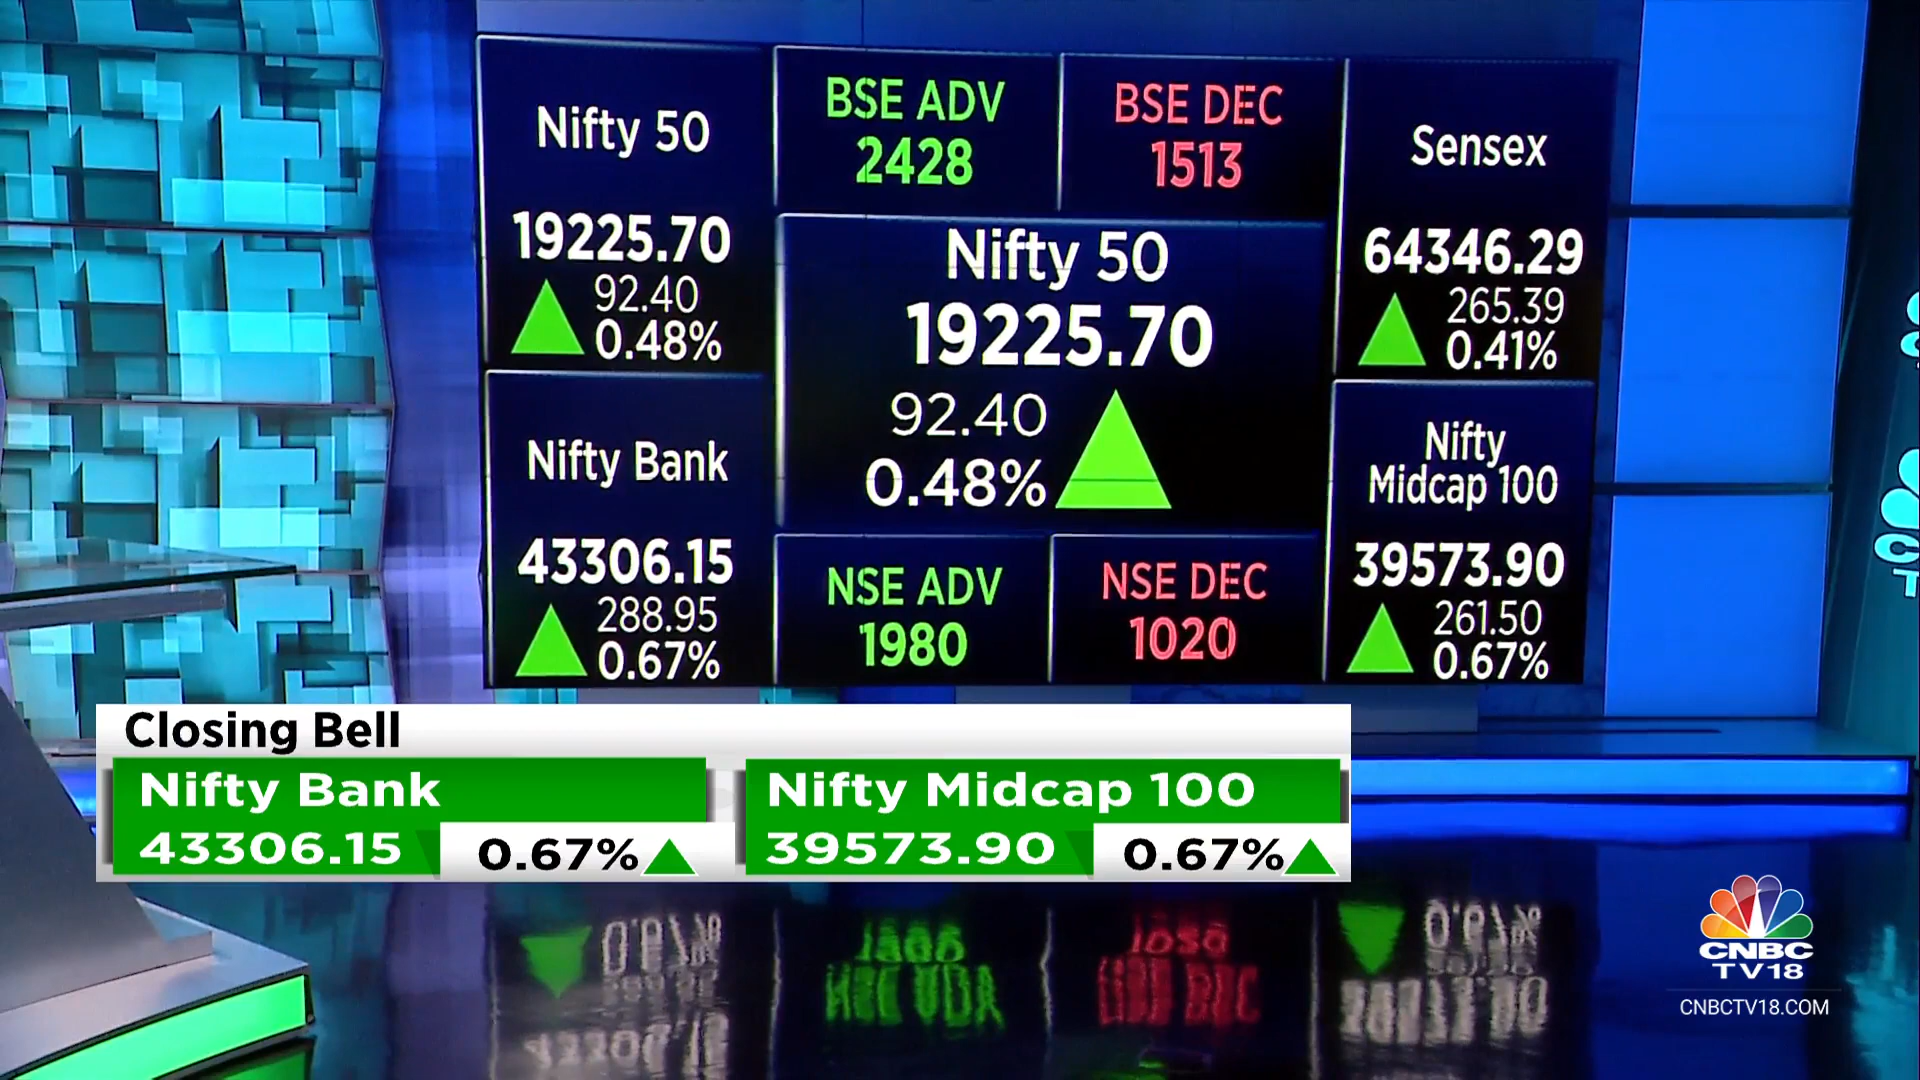 Nifty 50
19225.70
92.40
0.48%
BSE ADV
2428
BSE DEC
1513
Sensex
64346.29
265.39
0.41%
Nifty 50
19225.70
92.40
0.48%
Nifty Bank
43306.15
288.95
0.67%
NSE ADV
1980
NSE DEC
1020
Nifty
Midcap 100
39573.90
261.50
0.67%
Closing Bell
Nifty Bank
43306.15
0.67%
Nifty Midcap 100
39573.90
0.67%
CNBC
TV18
CNBCTV18.COM